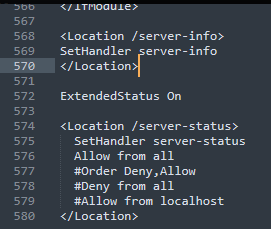 566 </IfModule>
567
568 <Location /server-info>
569 SetHandler server-info
570 </Location>
571
572 ExtendedStatus On
573
574 <Location /server-status>
575 SetHandler server-status
576 Allow from all
577 #Order Deny,Allow
578 #Deny from all
579 #Allow from localhost
580 </Location>